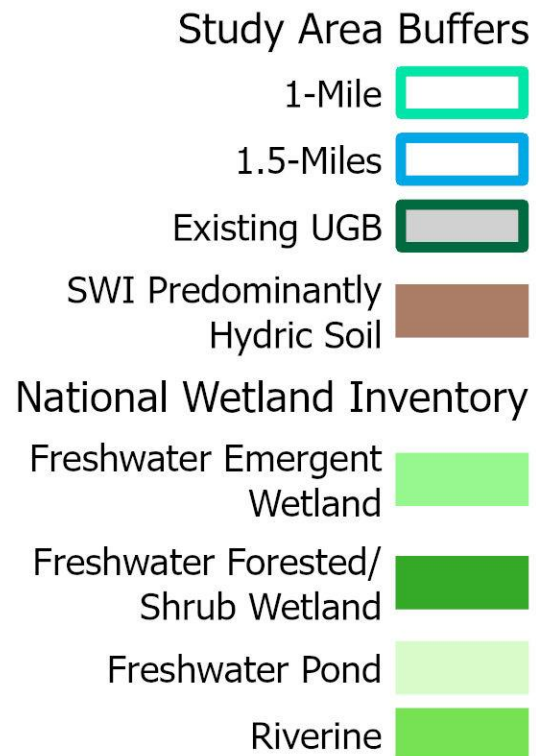 Study Area Buffers
1-Mile
1.5-Miles
Existing UGB
SWI Predominantly
Hydric Soil
National Wetland Inventory
Freshwater Emergent
Wetland
Freshwater Forested/
Shrub Wetland
Freshwater Pond
Riverine